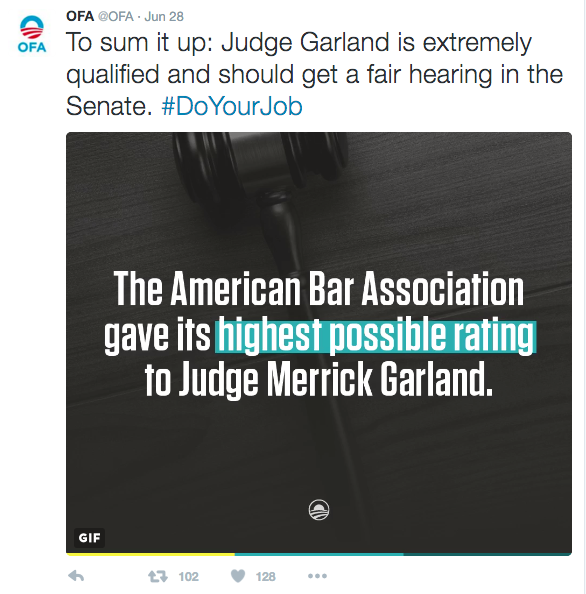 OFA @OFA · Jun 28
OFA
To sum it up: Judge Garland is extremely
qualified and should get a fair hearing in the
Senate. #DoYourJob
The American Bar Association
gave its highest possible rating
to Judge Merrick Garland.
GIF
102
128